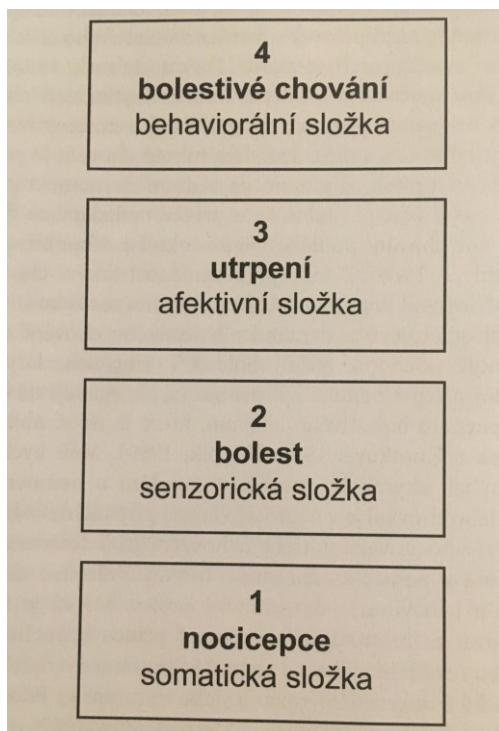 4
bolestivé chování
behaviorální složka
3
utrpení
afektivní složka
2
bolest
senzorická složka
1
nocicepce
somatická složka